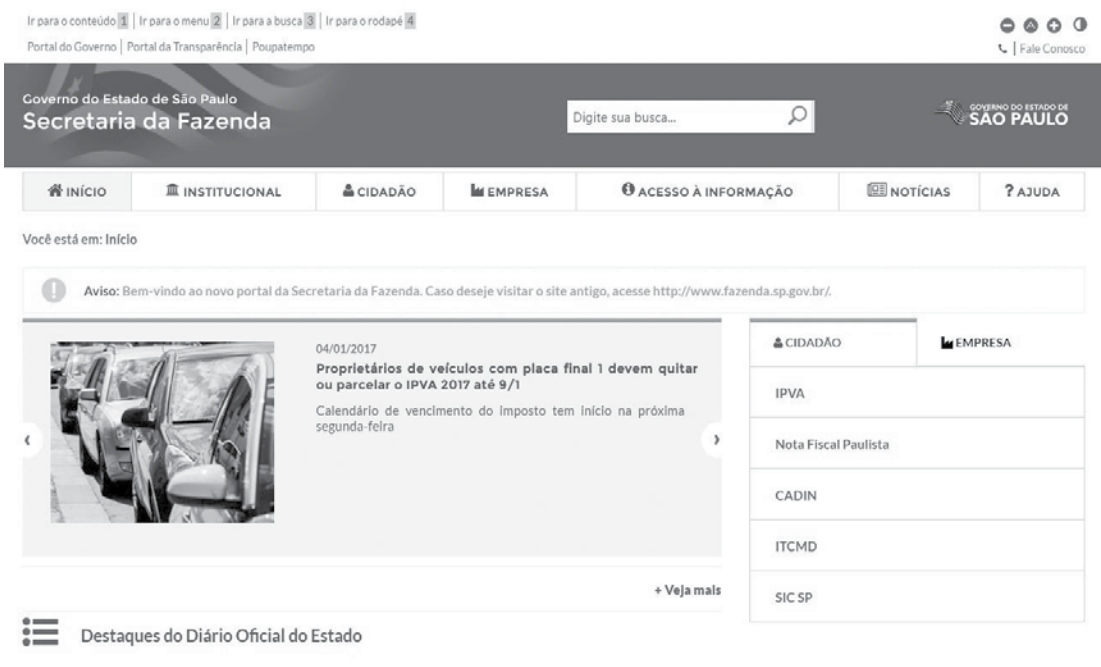 Ir para o conteúdo 1 | Ir para o menu 2 | Ir para a busca 3 | Ir para o rodapé 4
Portal do Governo | Portal da Transparência | Poupatempo
Fale Conosco
Governo do Estado de São Paulo
Secretaria da Fazenda
Digite sua busca...
GOVERNO DO ESTADO DE
SÃO PAULO
INÍCIO
INSTITUCIONAL
CIDADÃO
EMPRESA
ACESSO À INFORMAÇÃO
NOTÍCIAS
? AJUDA
Você está em: Início
Aviso: Bem-vindo ao novo portal da Secretaria da Fazenda. Caso deseje visitar o site antigo, acesse http://www.fazenda.sp.gov.br/.
04/01/2017
Proprietários de veículos com placa final 1 devem quitar
ou parcelar o IPVA 2017 até 9/1
Calendário de vencimento do imposto tem início na próxima
segunda-feira
+ Veja mais
CIDADÃO
EMPRESA
IPVA
Nota Fiscal Paulista
CADIN
ITCMD
SIC SP
Destaques do Diário Oficial do Estado